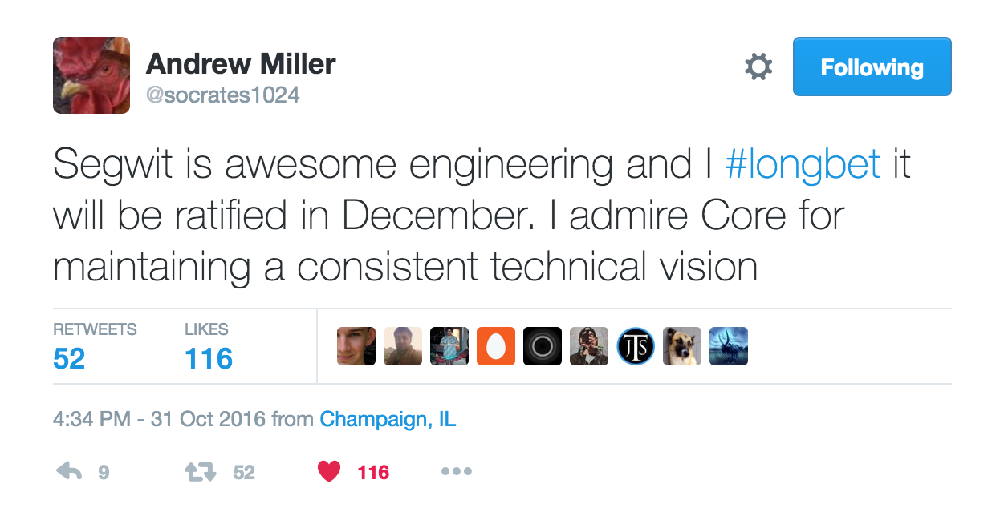 Andrew Miller
@socrates1024
Following
Segwit is awesome engineering and I #longbet it
will be ratified in December. I admire Core for
maintaining a consistent technical vision
RETWEETS LIKES
52 116
JTS
4:34 PM - 31 Oct 2016 from Champaign, IL
9 52 116